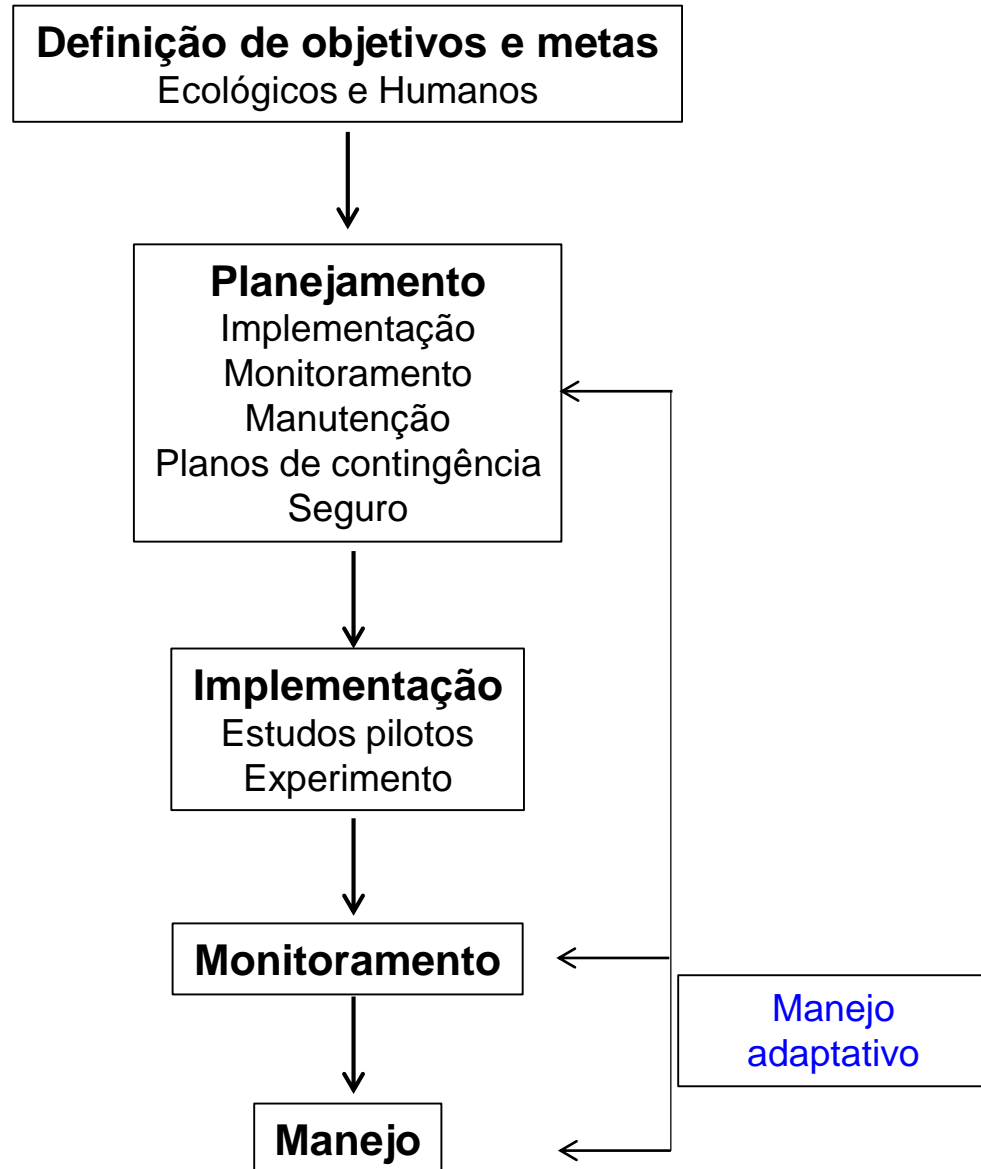 Definição de objetivos e metas
Ecológicos e Humanos
Planejamento
Implementação
Monitoramento
Manutenção
Planos de contingência
Seguro
Implementação
Estudos pilotos
Experimento
Monitoramento
Manejo
adaptativo
Manejo